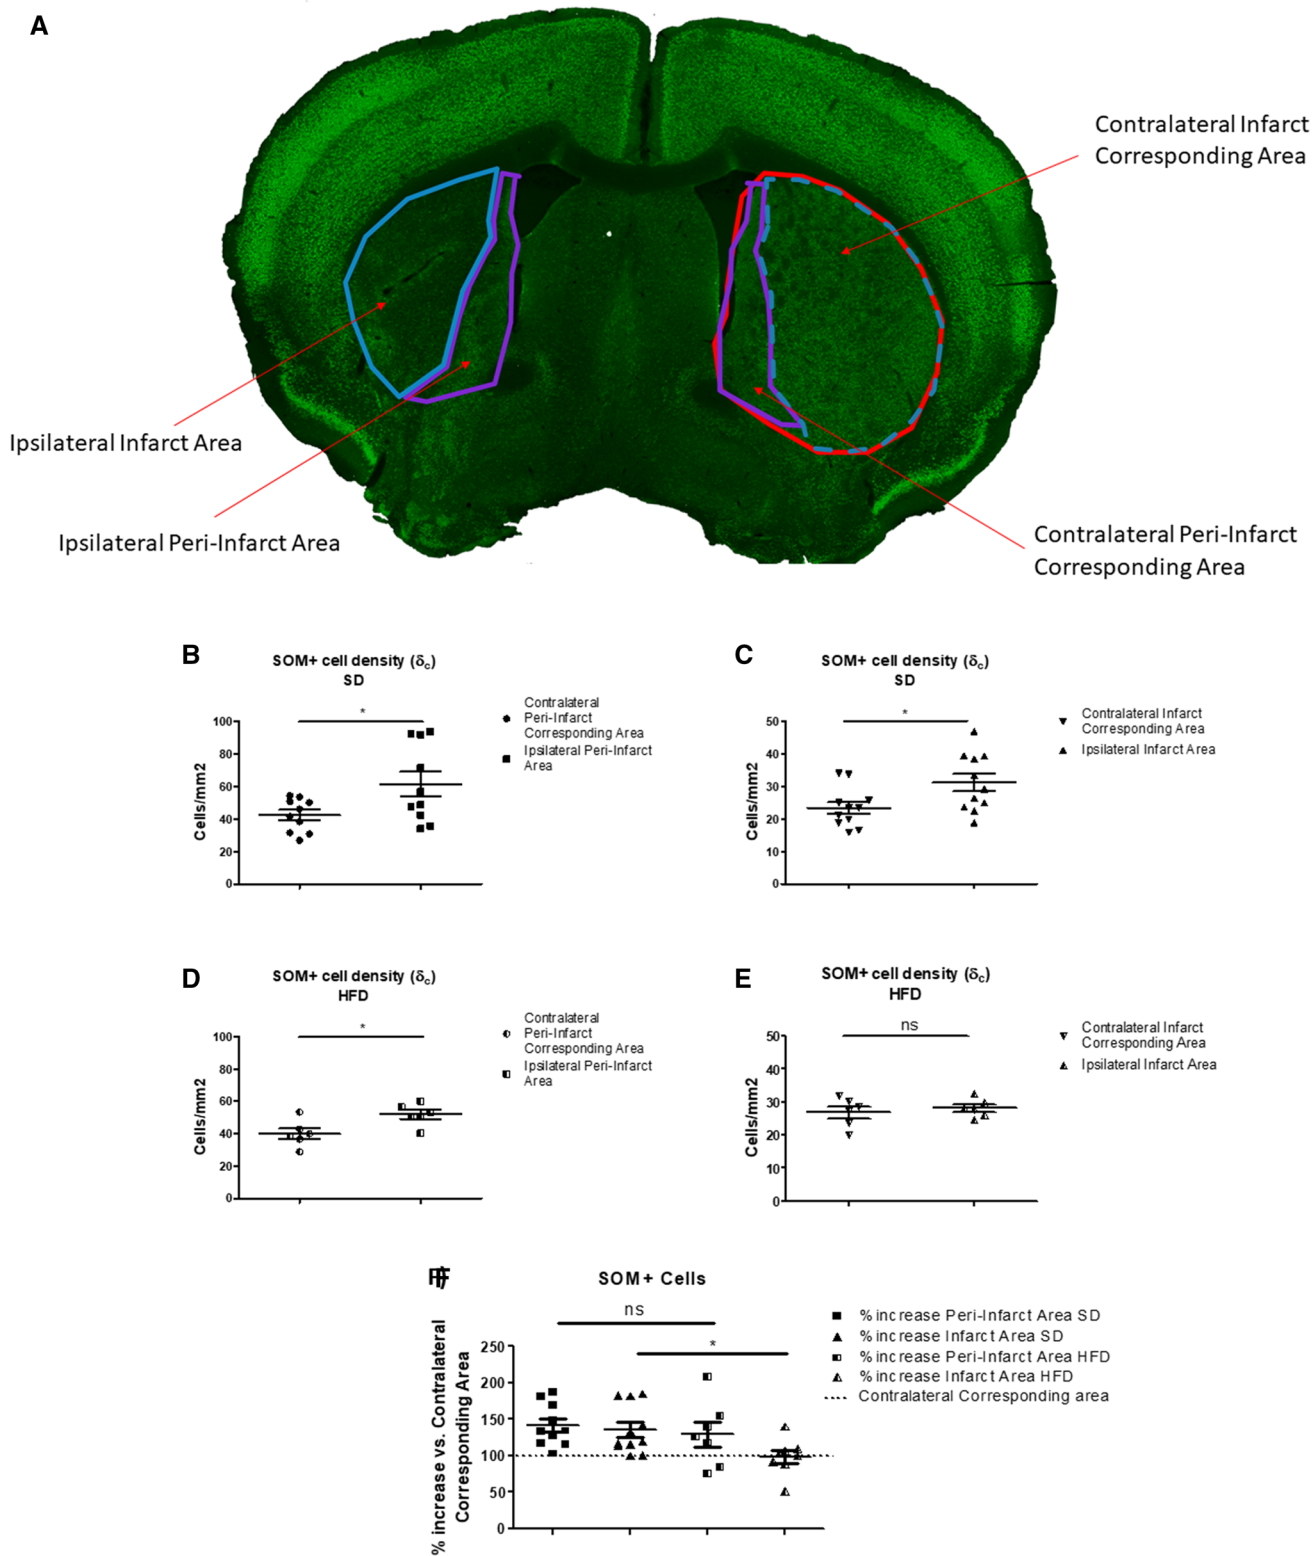 A
Contralateral Infarct
Corresponding Area
Ipsilateral Infarct Area
Ipsilateral Peri-Infarct Area
Contralateral Peri-Infarct
Corresponding Area
B
SOM+ cell density (δc)
SD
*
Contralateral
Peri-Infarct
Corresponding Area
Ipsilateral Peri-Infarct
Area
Cells/mm2
100
80
60
40
20
0
C
SOM+ cell density (δc)
SD
*
Contralateral Infarct
Corresponding Area
Ipsilateral Infarct Area
Cells/mm2
50
40
30
20
10
0
D
SOM+ cell density (δc)
HFD
*
Contralateral
Peri-Infarct
Corresponding Area
Ipsilateral Peri-Infarct
Area
Cells/mm2
100
80
60
40
20
0
E
SOM+ cell density (δc)
HFD
ns
Contralateral Infarct
Corresponding Area
Ipsilateral Infarct Area
Cells/mm2
50
40
30
20
10
0
SOM+ Cells
ns
*
% increase Peri-Infarct Area SD
% increase Infarct Area SD
% increase Peri-Infarct Area HFD
% increase Infarct Area HFD
Contralateral Corresponding area
% increase vs. Contralateral
Corresponding Area
250
200
150
100
50
0